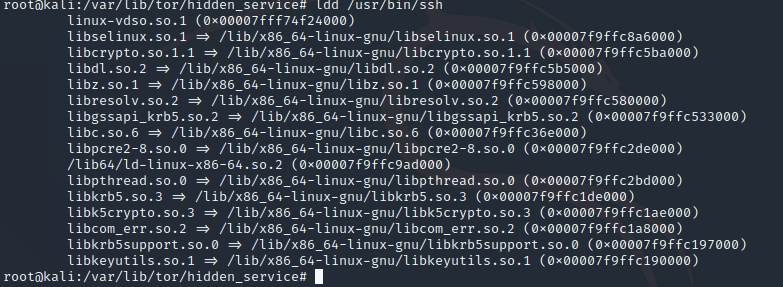 root@kali:/var/lib/tor/hidden_service# ldd /usr/bin/ssh
linux-vdso.so.1 (0×00007fff74f24000)
libselinux.so.1 ⇒ /lib/x86_64-linux-gnu/libselinux.so.1 (0×00007f9ffc8a6000)
libcrypto.so.1.1 ⇒ /lib/x86_64-linux-gnu/libcrypto.so.1.1 (0×00007f9ffc5ba000)
libdl.so.2 ⇒ /lib/x86_64-linux-gnu/libdl.so.2 (0×00007f9ffc5b5000)
libz.so.1 ⇒ /lib/x86_64-linux-gnu/libz.so.1 (0×00007f9ffc598000)
libresolv.so.2 ⇒ /lib/x86_64-linux-gnu/libresolv.so.2 (0×00007f9ffc580000)
libgssapi_krb5.so.2 ⇒ /lib/x86_64-linux-gnu/libgssapi_krb5.so.2 (0×00007f9ffc533000)
libc.so.6 ⇒ /lib/x86_64-linux-gnu/libc.so.6 (0×00007f9ffc36e000)
libpcre2-8.so.0 ⇒ /lib/x86_64-linux-gnu/libpcre2-8.so.0 (0×00007f9ffc2de000)
/lib64/ld-linux-x86-64.so.2 (0×00007f9ffc9ad000)
libpthread.so.0 ⇒ /lib/x86_64-linux-gnu/libpthread.so.0 (0×00007f9ffc2bd000)
libkrb5.so.3 ⇒ /lib/x86_64-linux-gnu/libkrb5.so.3 (0×00007f9ffc1de000)
libk5crypto.so.3 ⇒ /lib/x86_64-linux-gnu/libk5crypto.so.3 (0×00007f9ffc1ae000)
libcom_err.so.2 ⇒ /lib/x86_64-linux-gnu/libcom_err.so.2 (0×00007f9ffc1a8000)
libkrb5support.so.0 ⇒ /lib/x86_64-linux-gnu/libkrb5support.so.0 (0×00007f9ffc197000)
libkeyutils.so.1 ⇒ /lib/x86_64-linux-gnu/libkeyutils.so.1 (0×00007f9ffc190000)
root@kali:/var/lib/tor/hidden_service#